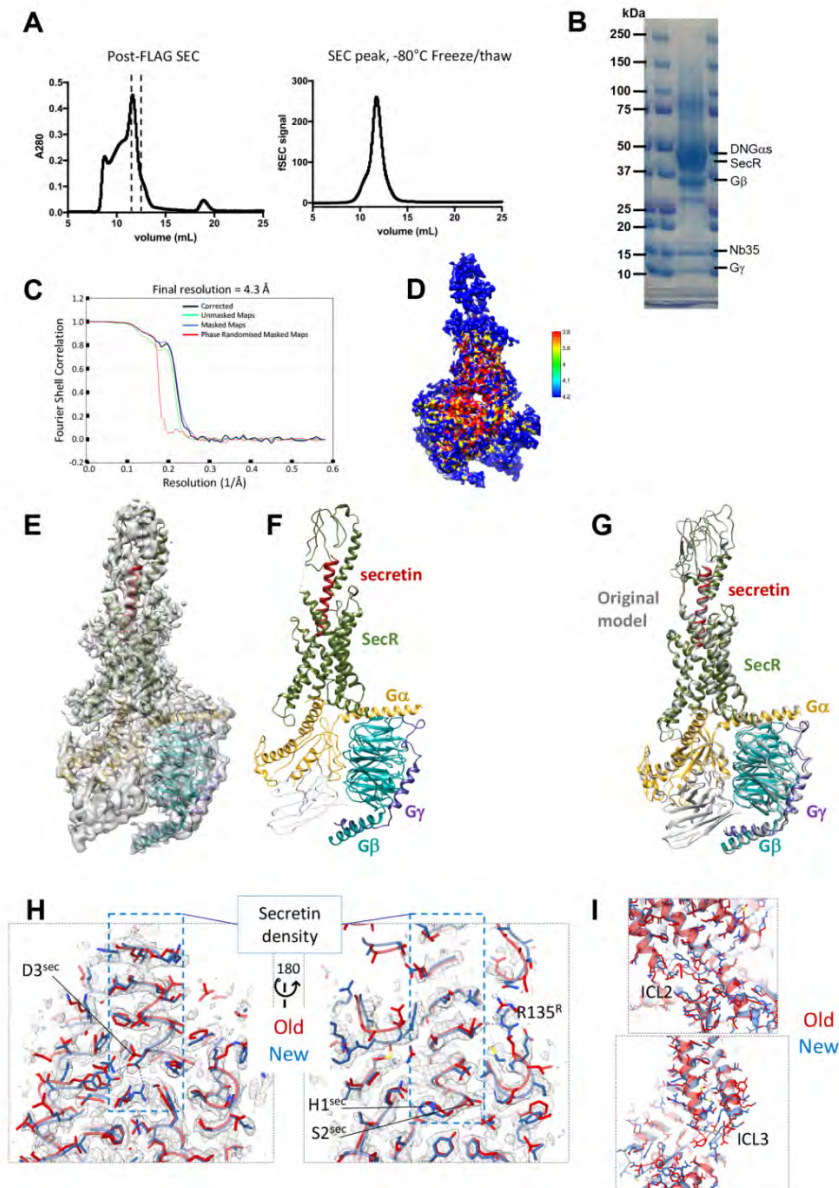 A
Post-FLAG SEC
A280
0.5
0.4
0.3
0.2
0.1
0.0
5 10 15 20 25
volume (mL)
SEC peak, -80°C Freeze/thaw
fSEC signal
300
200
100
0
5 10 15 20 25
volume (mL)
B
kDa
250
150
100
75
50
37
25
20
15
10
DNGαs
SecR
Gβ
Nb35
Gγ
C
Final resolution = 4.3 Å
Corrected
Unmasked Maps
Masked Maps
Phase Randomised Masked Maps
Fourier Shell Correlation
1.2
1.0
0.8
0.6
0.4
0.2
0.0
-0.2
0.0 0.1 0.2 0.3 0.4 0.5 0.6
Resolution (1/Å)
D
4
4.1
4.2
E
F
secretin
SecR
Gα
Gγ
Gβ
G
Original
model
secretin
SecR
Gα
Gγ
Gβ
H
Secretin
density
D3sec
180
Old
New
R135R
H1sec
S2sec
I
ICL2
ICL3
Old
New